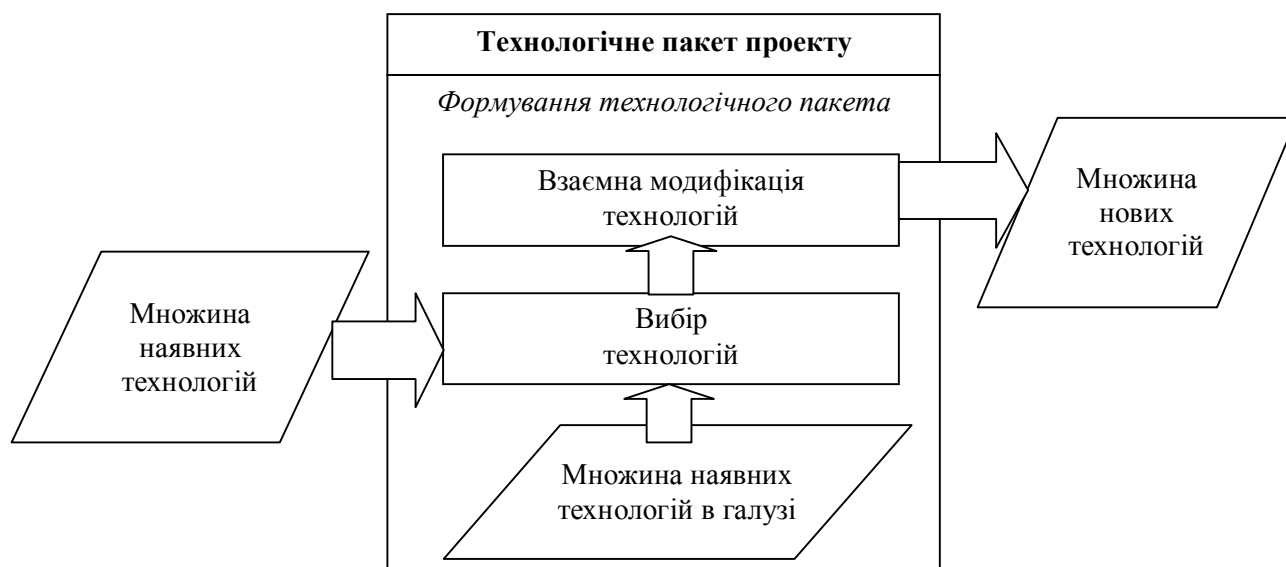 Технологічне пакет проекту
Формування технологічного пакета
Взаємна модифікація
технологій
Множина
нових
технологій
Множина
наявних
технологій
Вибір
технологій
Множина наявних
технологій в галузі